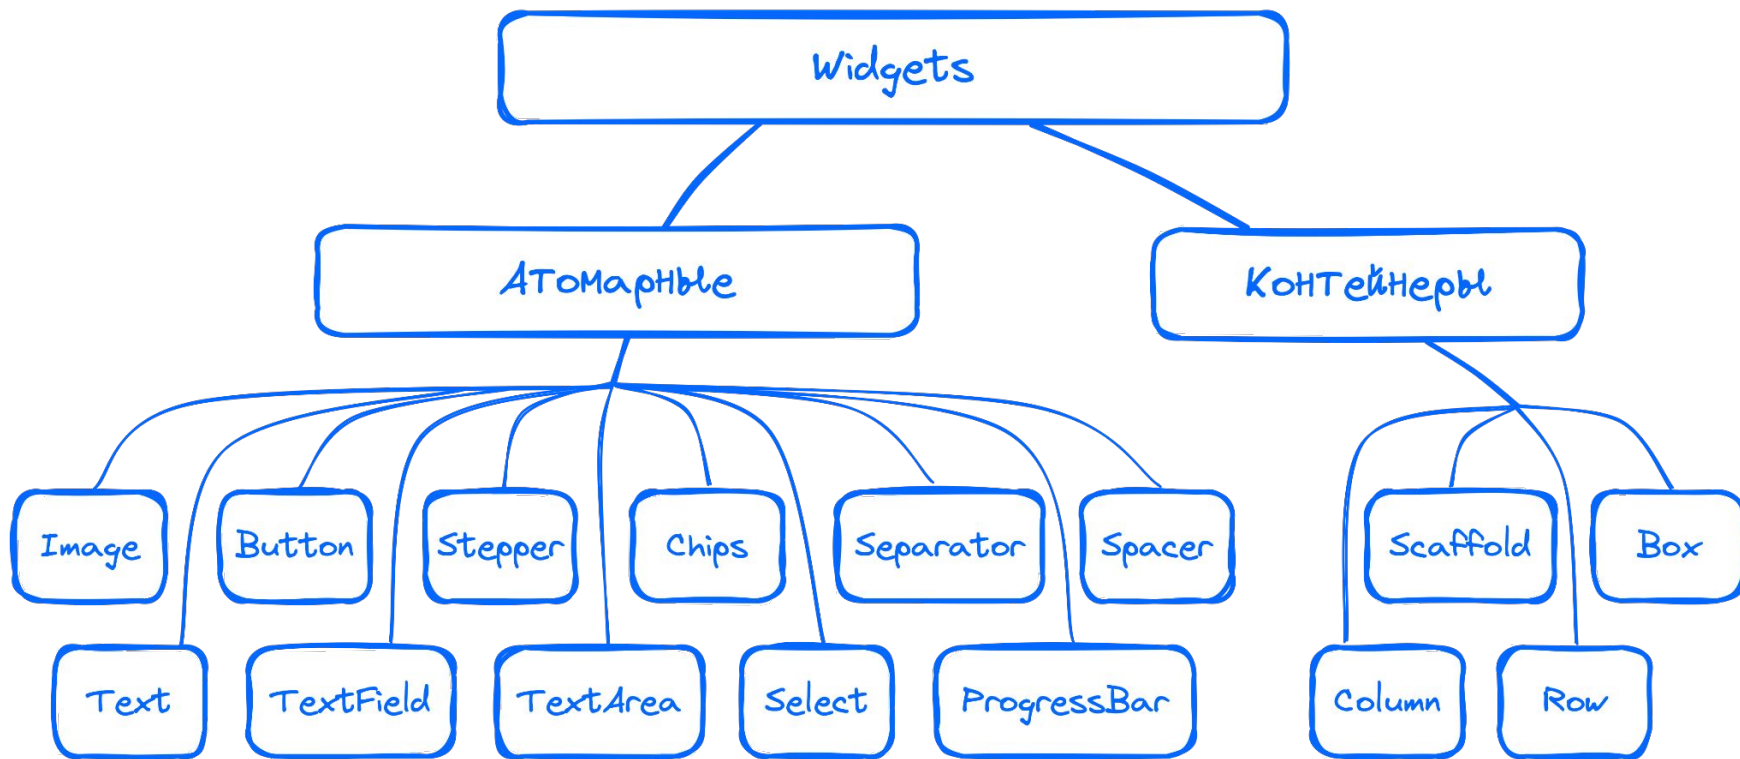 Widgets
Атомарные
Контейнеры
Image
Button
Stepper
Chips
Separator
Spacer
Scaffold
Box
Text
TextField
TextArea
Select
ProgressBar
Column
Row